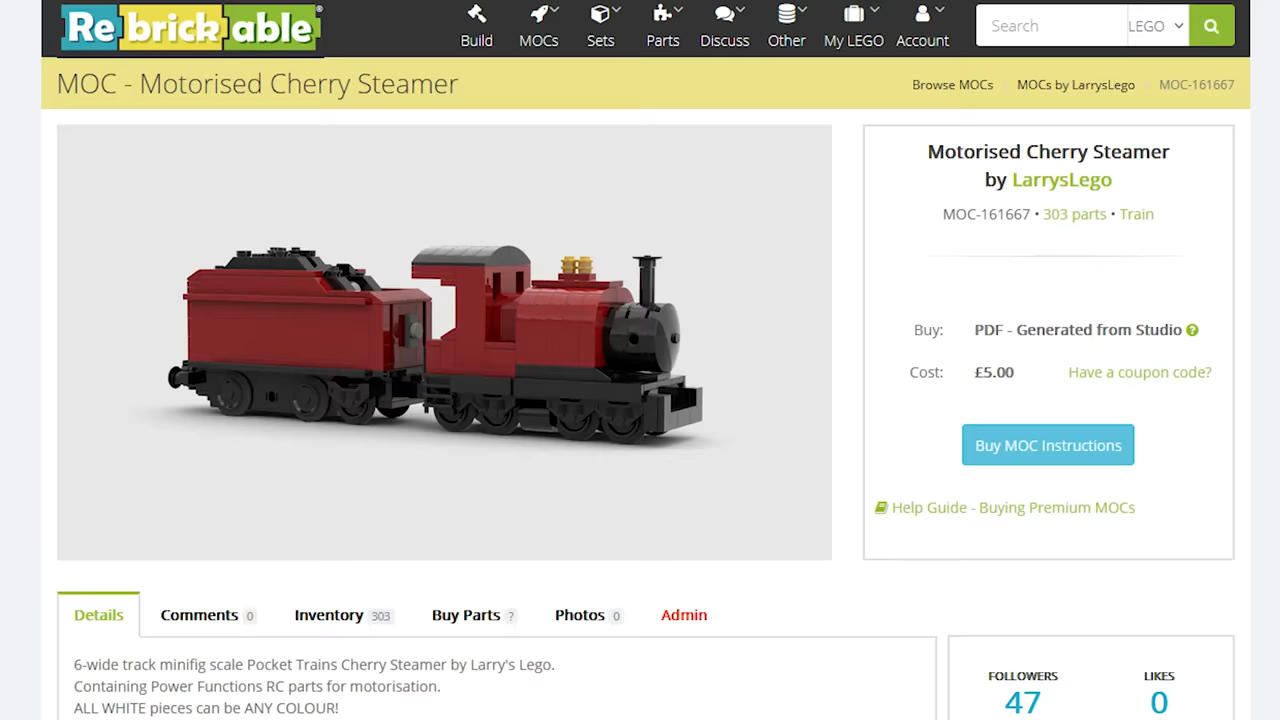 Rebrickable®
Build
MOCs
Sets
Parts
Discuss
Other
My LEGO
Account
Search
LEGO
MOC - Motorised Cherry Steamer
Browse MOCs
MOCs by LarrysLego
MOC-161667
Motorised Cherry Steamer
by LarrysLego
MOC-161667 • 303 parts • Train
Buy: PDF - Generated from Studio ?
Cost: £5.00 Have a coupon code?
Buy MOC Instructions
Help Guide - Buying Premium MOCs
Details
Comments 0
Inventory 303
Buy Parts ?
Photos 0
Admin
6-wide track minifig scale Pocket Trains Cherry Steamer by Larry's Lego.
Containing Power Functions RC parts for motorisation.
ALL WHITE pieces can be ANY COLOUR!
FOLLOWERS
47
LIKES
0